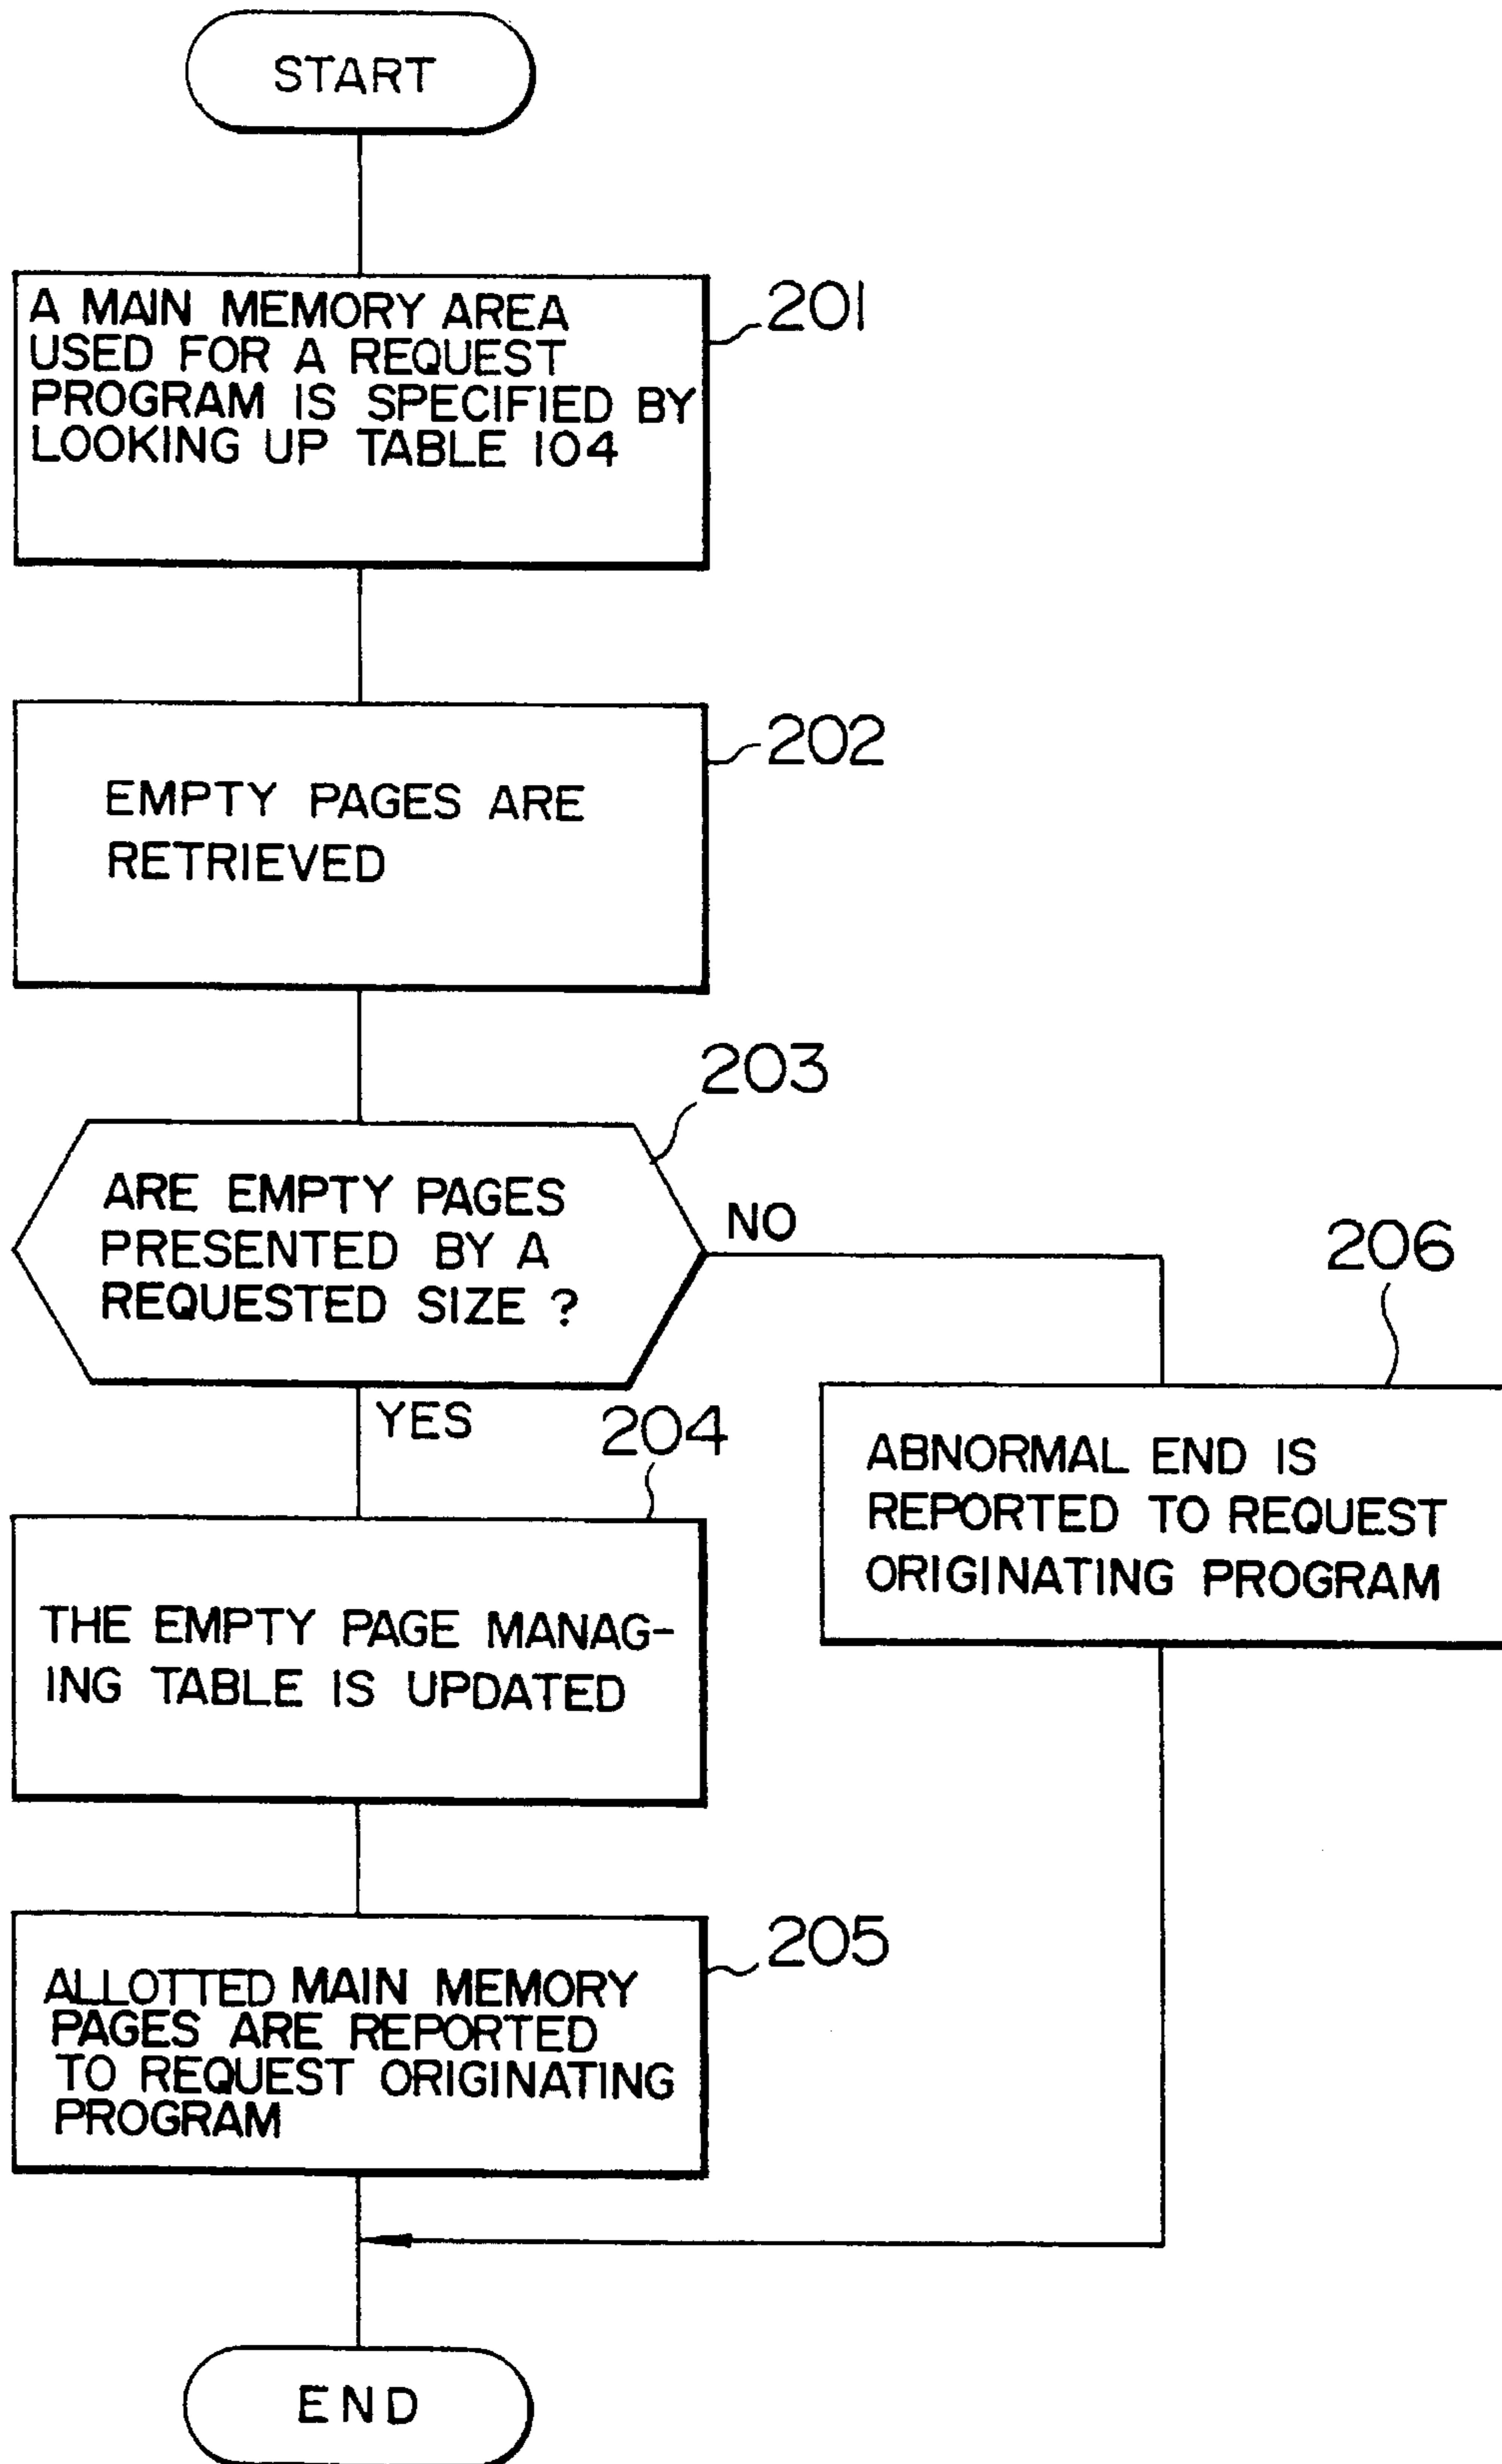 START
A MAIN MEMORY AREA
USED FOR A REQUEST
PROGRAM IS SPECIFIED BY
LOOKING UP TABLE 104
201
EMPTY PAGES ARE
RETRIEVED
202
203
ARE EMPTY PAGES
PRESENTED BY A
REQUESTED SIZE ?
NO
YES
206
ABNORMAL END IS
REPORTED TO REQUEST
ORIGINATING PROGRAM
204
THE EMPTY PAGE MANAG-
ING TABLE IS UPDATED
205
ALLOTTED MAIN MEMORY
PAGES ARE REPORTED
TO REQUEST ORIGINATING
PROGRAM
END